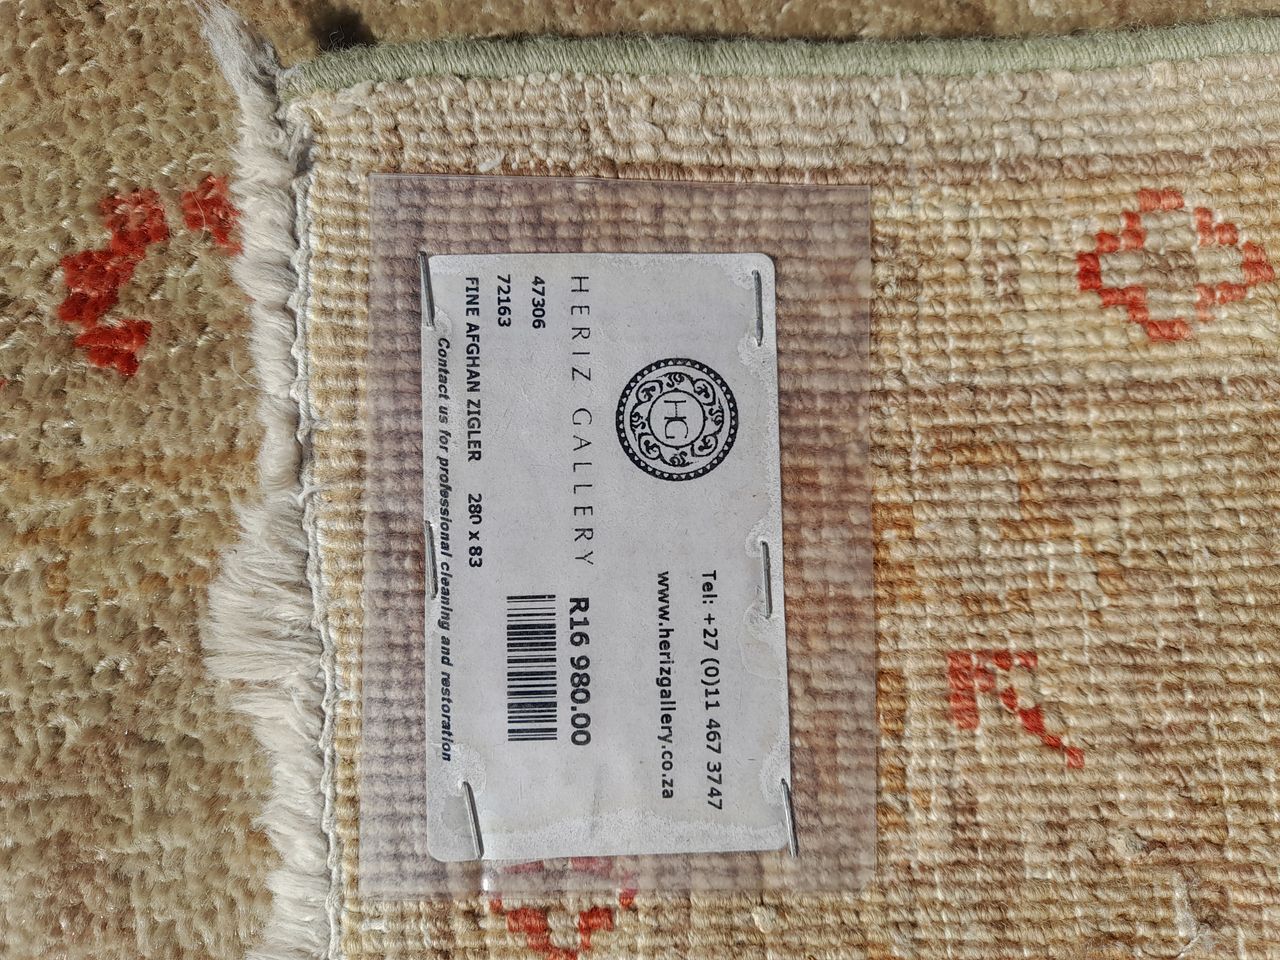 HG
Tel: +27 (0)11 467 3747
www.herizgallery.co.za
HERIZ GALLERY
R16 980.00
47306
72163
FINE AFGHAN ZIGLER 280 x 83
Contact us for professional cleaning and restoration